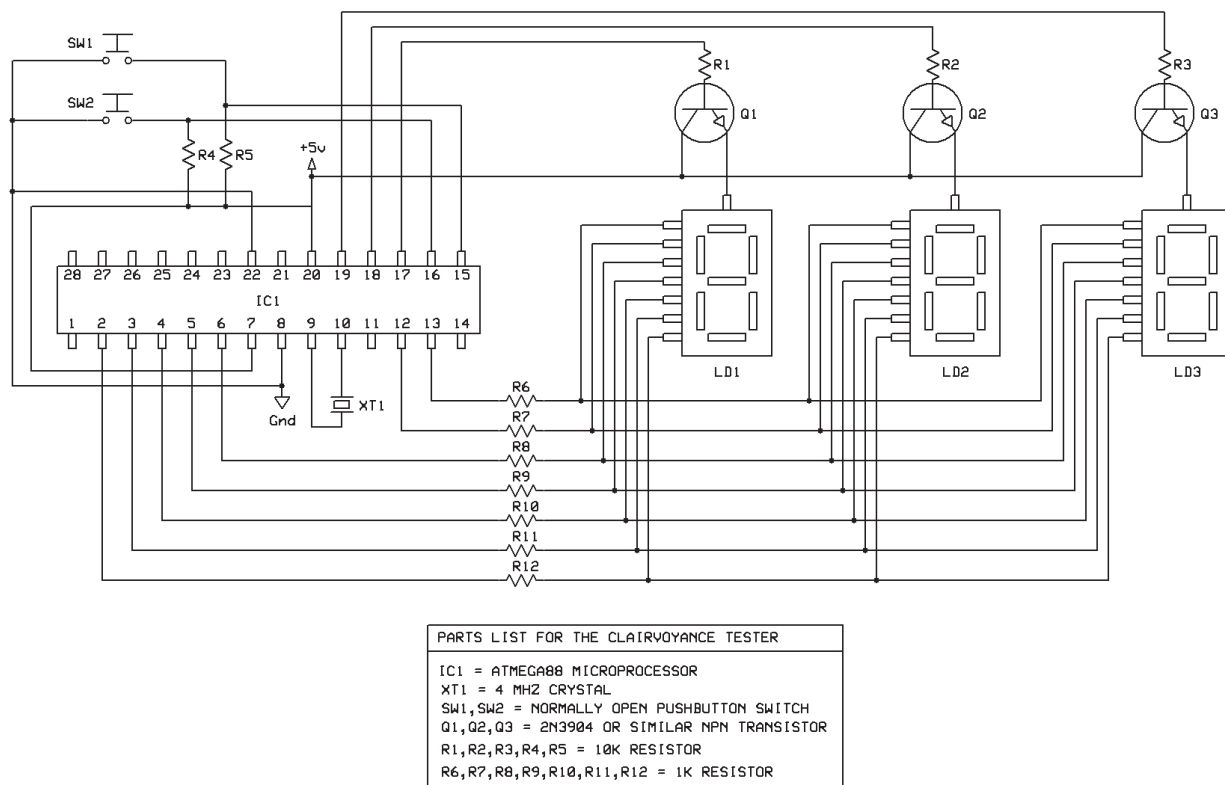 SW1
R1
R2
R3
SW2
Q1
Q2
Q3
R4
R5
+5v
28 27 26 25 24 23 22 21 20 19 18 17 16 15
IC1
1 2 3 4 5 6 7 8 9 10 11 12 13 14
LD1
LD2
LD3
Gnd
XT1
R6
R7
R8
R9
R10
R11
R12
PARTS LIST FOR THE CLAIRVOYANCE TESTER
IC1 = ATMEGA88 MICROPROCESSOR
XT1 = 4 MHZ CRYSTAL
SW1,SW2 = NORMALLY OPEN PUSHBUTTON SWITCH
Q1,Q2,Q3 = 2N3904 OR SIMILAR NPN TRANSISTOR
R1,R2,R3,R4,R5 = 10K RESISTOR
R6,R7,R8,R9,R10,R11,R12 = 1K RESISTOR